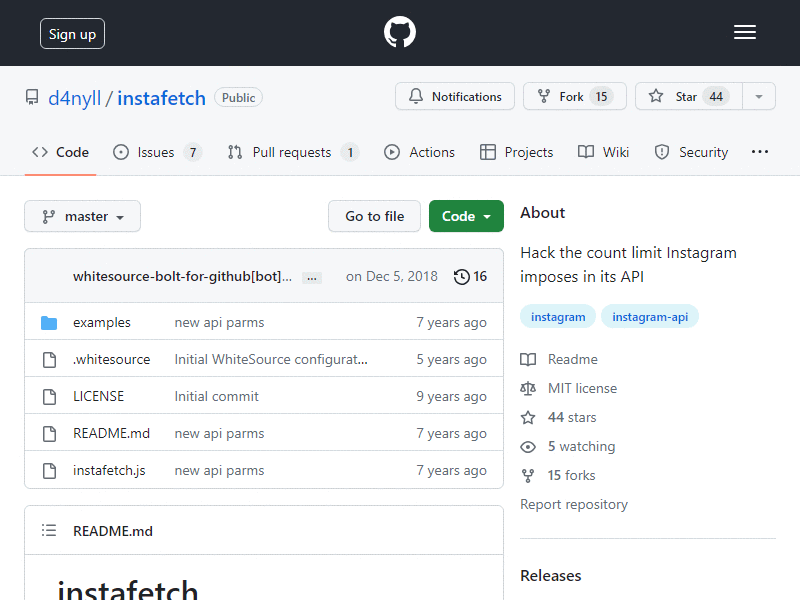 Sign up
d4nyll / instafetch Public
Notifications Fork 15 Star 44
Code Issues 7 Pull requests 1 Actions Projects Wiki Security ...
master Go to file Code
whitesource-bolt-for-github[bot]... ... on Dec 5, 2018 16
examples new api parms 7 years ago
.whitesource Initial WhiteSource configurat... 5 years ago
LICENSE Initial commit 9 years ago
README.md new api parms 7 years ago
instafetch.js new api parms 7 years ago
README.md
instafetch
About
Hack the count limit Instagram
imposes in its API
instagram instagram-api
Readme
MIT license
44 stars
5 watching
15 forks
Report repository
Releases